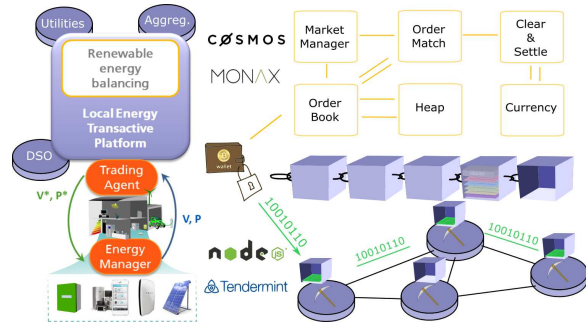 Utilities
Aggreg.
Renewable
energy
balancing
Local Energy
Transactive
Platform
DSO
Trading
Agent
V*, P*
V, P
Energy
Manager
COSMOS
MONAX
Market
Manager
Order
Match
Clear
&
Settle
Order
Book
Heap
Currency
wallet
10010110
10010110
10010110
node
JS
Tendermint